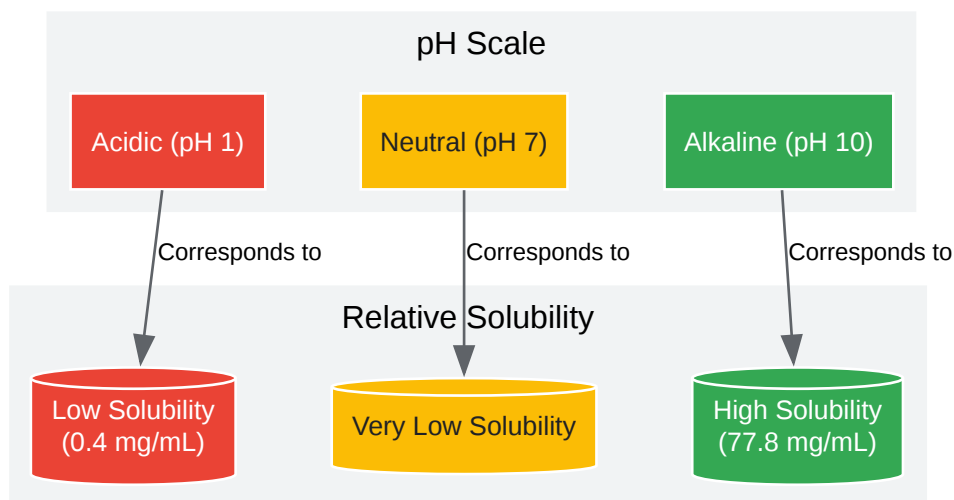 pH Scale
Acidic (pH 1)
Neutral (pH 7)
Alkaline (pH 10)
Corresponds to
Corresponds to
Corresponds to
Relative Solubility
Low Solubility
(0.4 mg/mL)
Very Low Solubility
High Solubility
(77.8 mg/mL)